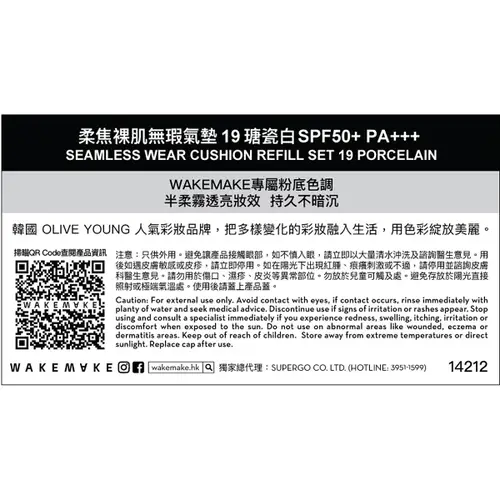 柔焦裸肌無瑕氣墊 19 瑭瓷白SPF50+ PA+++
SEAMLESS WEAR CUSHION REFILL SET 19 PORCELAIN
WAKEMAKE專屬粉底色調
半柔霧透亮妝效 持久不暗沉
韓國 OLIVE YOUNG 人氣彩妝品牌，把多樣變化的彩妝融入生活，用色彩綻放美麗。
掃瞄QR Code查閱產品資訊
注意：只供外用。避免讓產品接觸眼部，如不慎入眼，請立即以大量清水沖洗及諮詢醫生意見。用
後如遇皮膚敏感或皮疹，請立即停用。如在陽光下出現紅腫、痕癢刺激或不適，請停用並諮詢皮膚
科醫生意見。請勿用於傷口、濕疹、皮炎等異常部位。勿放於兒童可觸及處。避免存放於陽光直接
照射或極端氣溫處。使用後請蓋上產品蓋。
Caution: For external use only. Avoid contact with eyes, if contact occurs, rinse immediately with
plenty of water and seek medical advice. Discontinue use if signs of irritation or rashes appear. Stop
using and consult a specialist immediately if you experience redness, swelling, itching, irritation or
discomfort when exposed to the sun. Do not use on abnormal areas like wounded, eczema or
dermatitis areas. Keep out of reach of children. Store away from extreme temperatures or direct
sunlight. Replace cap after use.
WAKEMAKE wakemake.hk 獨家總代理：SUPERGO CO. LTD. (HOTLINE: 3951-1599) 14212